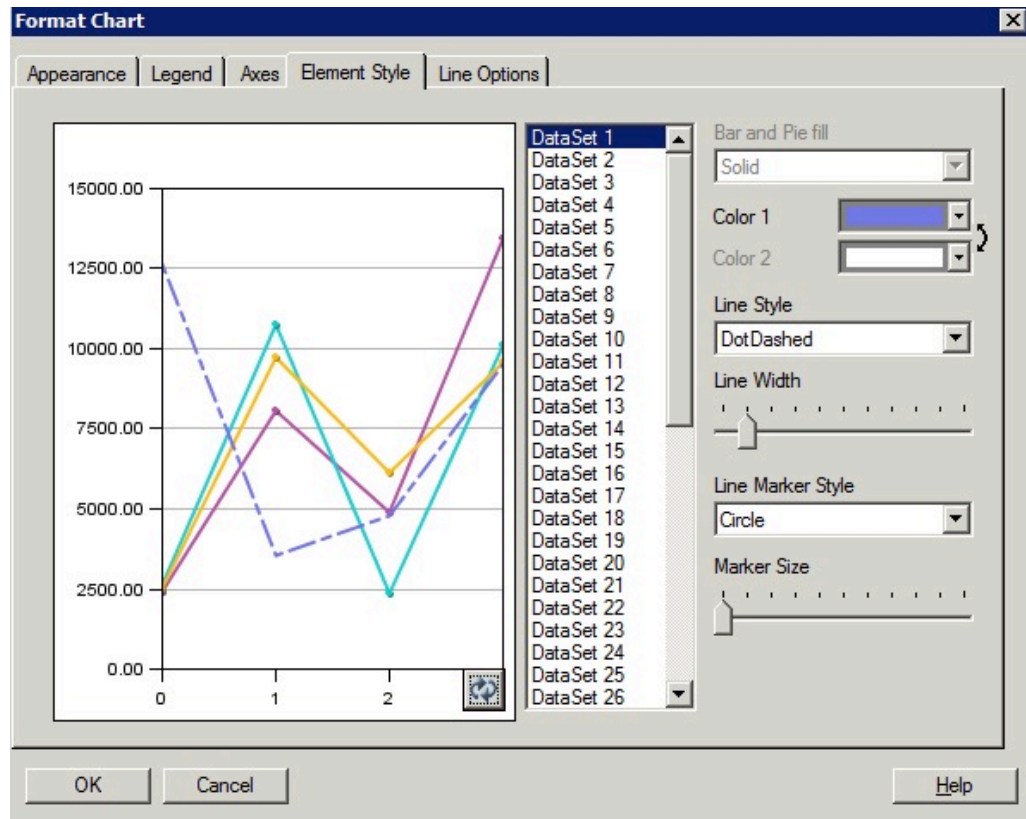 Format Chart
Appearance Legend Axes Element Style Line Options
15000.00
12500.00
10000.00
7500.00
5000.00
2500.00
0.00
0 1 2
DataSet 1
DataSet 2
DataSet 3
DataSet 4
DataSet 5
DataSet 6
DataSet 7
DataSet 8
DataSet 9
DataSet 10
DataSet 11
DataSet 12
DataSet 13
DataSet 14
DataSet 15
DataSet 16
DataSet 17
DataSet 18
DataSet 19
DataSet 20
DataSet 21
DataSet 22
DataSet 23
DataSet 24
DataSet 25
DataSet 26
Bar and Pie fill
Solid
Color 1
Color 2
Line Style
DotDashed
Line Width
Line Marker Style
Circle
Marker Size
OK Cancel Help